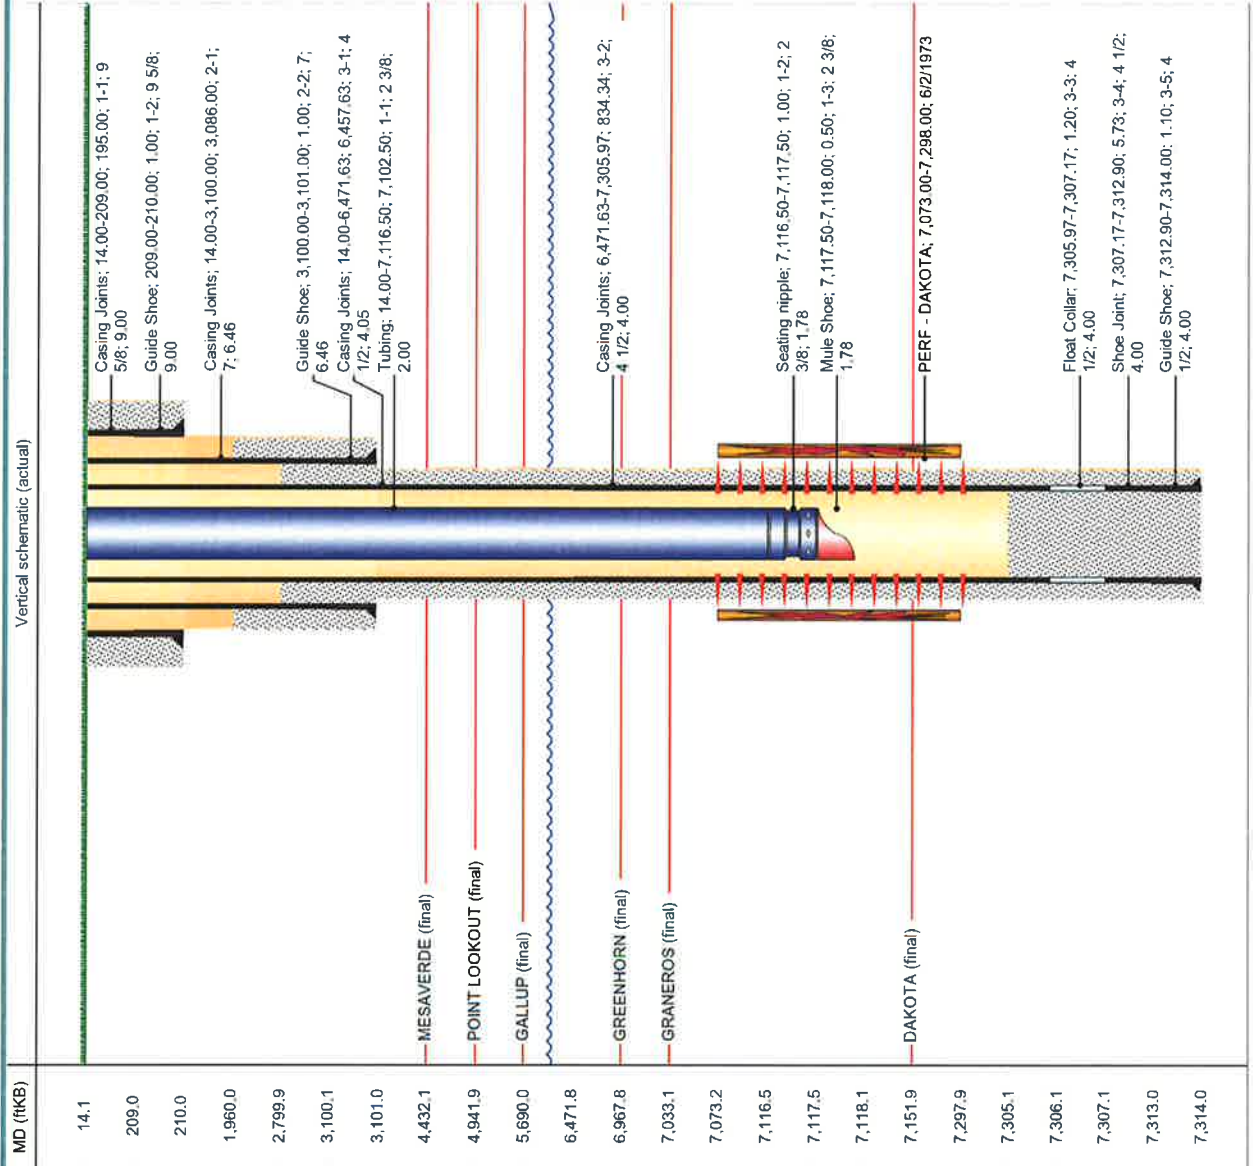 Vertical schematic (actual)
MD (ftKB)
14.1
209.0
210.0
1,960.0
2,799.9
3,100.1
3,101.0
4,432.1
4,941.9
5,690.0
6,471.8
6,967.8
7,033.1
7,073.2
7,116.5
7,117.5
7,118.1
7,151.9
7,297.9
7,305.1
7,306.1
7,307.1
7,313.0
7,314.0
MESAVERDE (final)
POINT LOOKOUT (final)
GALLUP (final)
GREENHORN (final)
GRANEROS (final)
DAKOTA (final)
Casing Joints; 14.00-209.00; 195.00; 1-1; 9
5/8; 9.00
Guide Shoe; 209.00-210.00; 1.00; 1-2; 9 5/8;
9.00
Casing Joints; 14.00-3,100.00; 3,086.00; 2-1;
7; 6.46
Guide Shoe; 3,100.00-3,101.00; 1.00; 2-2; 7;
6.46
Casing Joints; 14.00-6,471.63; 6,457.63; 3-1; 4
1/2; 4.05
Tubing; 14.00-7,116.50; 7,102.50; 1-1; 2 3/8;
2.00
Casing Joints; 6,471.63-7,305.97; 834.34; 3-2;
4 1/2; 4.00
Seating nipple; 7,116.50-7,117.50; 1.00; 1-2; 2
3/8; 1.78
Mule Shoe; 7,117.50-7,118.00; 0.50; 1-3; 2 3/8;
1.78
PERF - DAKOTA; 7,073.00-7,298.00; 6/2/1973
Float Collar; 7,305.97-7,307.17; 1.20; 3-3; 4
1/2; 4.00
Shoe Joint; 7,307.17-7,312.90; 5.73; 3-4; 4 1/2;
4.00
Guide Shoe; 7,312.90-7,314.00; 1.10; 3-5; 4
1/2; 4.00